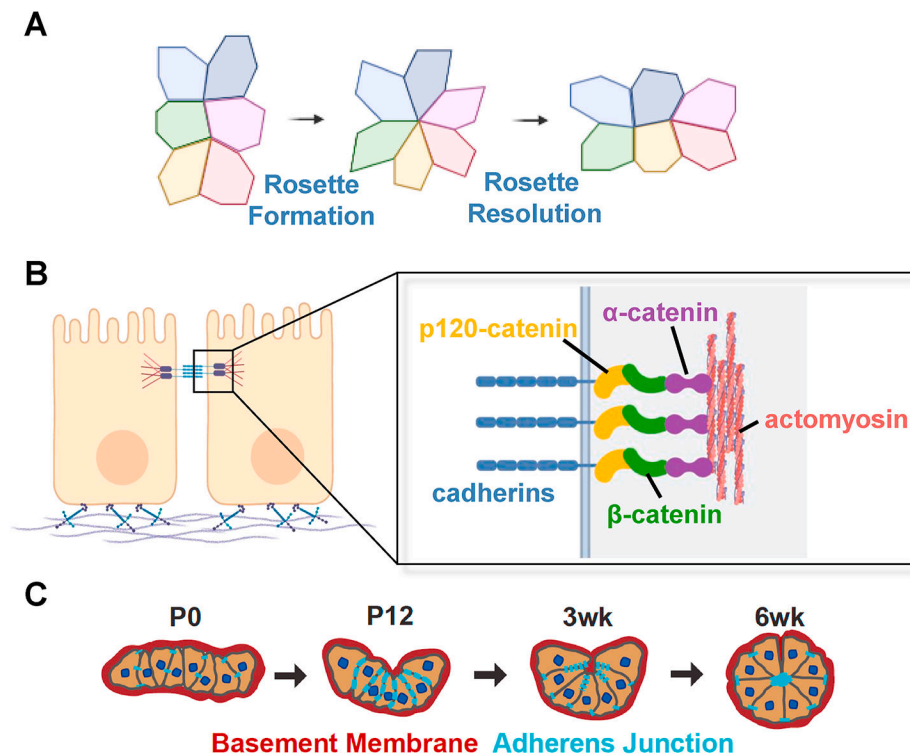 A
Rosette
Formation
Rosette
Resolution
B
p120-catenin
α-catenin
actomyosin
cadherins
β-catenin
C
P0
P12
3wk
6wk
Basement Membrane Adherens Junction